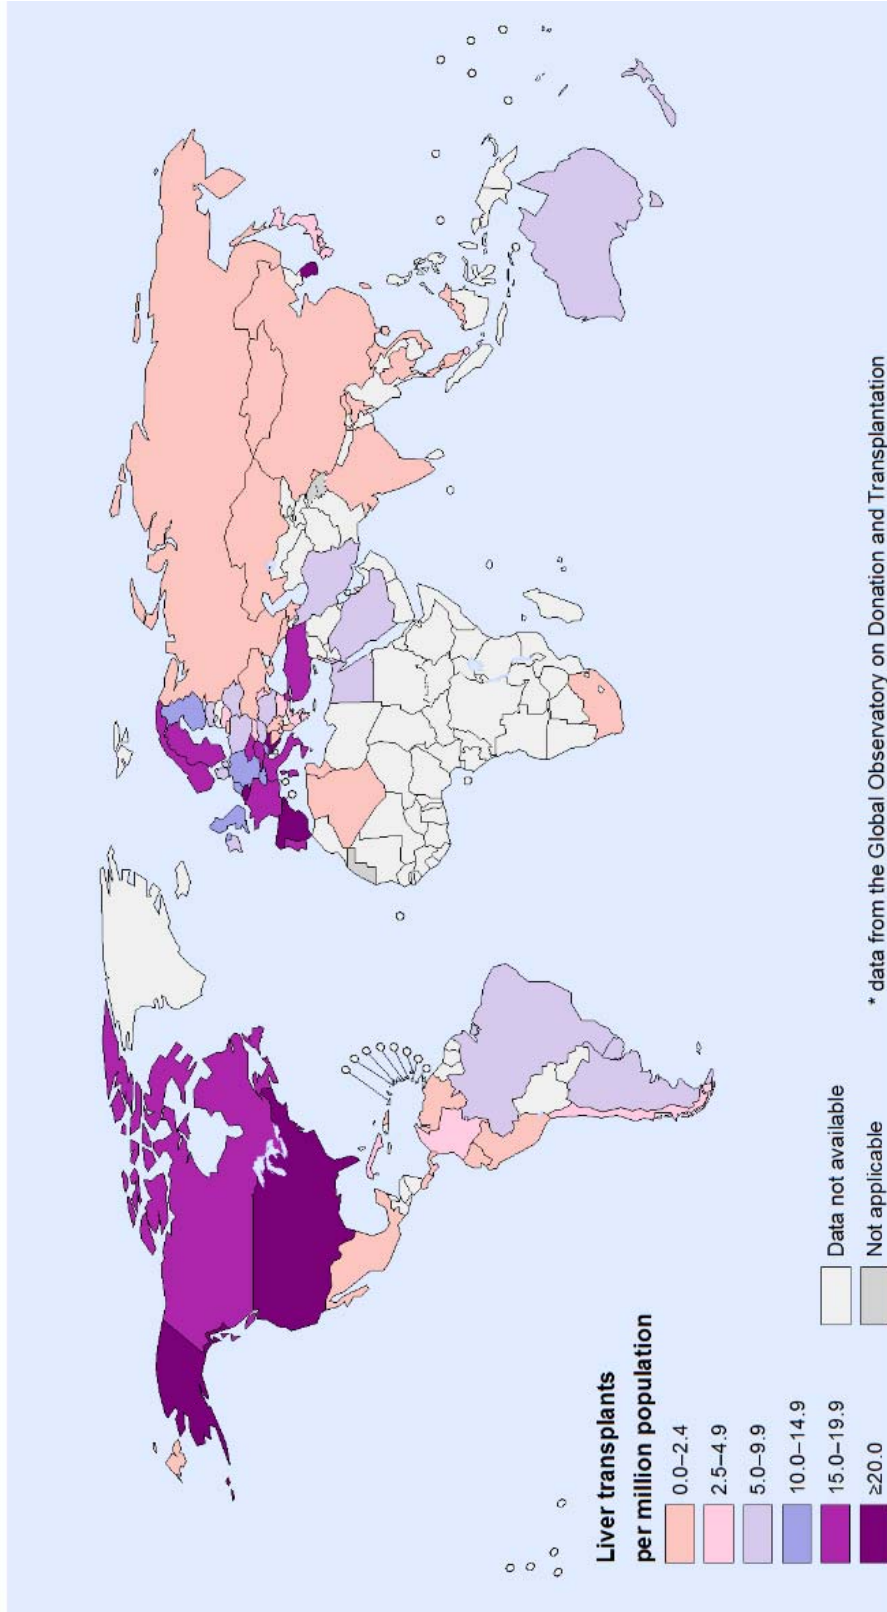 Liver transplants
per million population
0.0–2.4
2.5–4.9
5.0–9.9
10.0–14.9
15.0–19.9
≥20.0
Data not available
Not applicable
* data from the Global Observatory on Donation and Transplantation